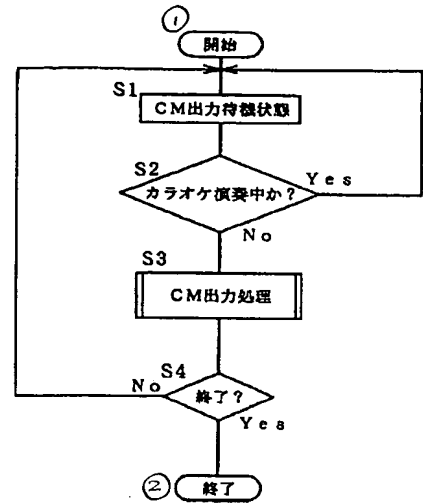 ①
開始
S1
CM出力待機状態
S2
カラオケ演奏中か？
Yes
No
S3
CM出力処理
S4
No
終了？
Yes
②
終了